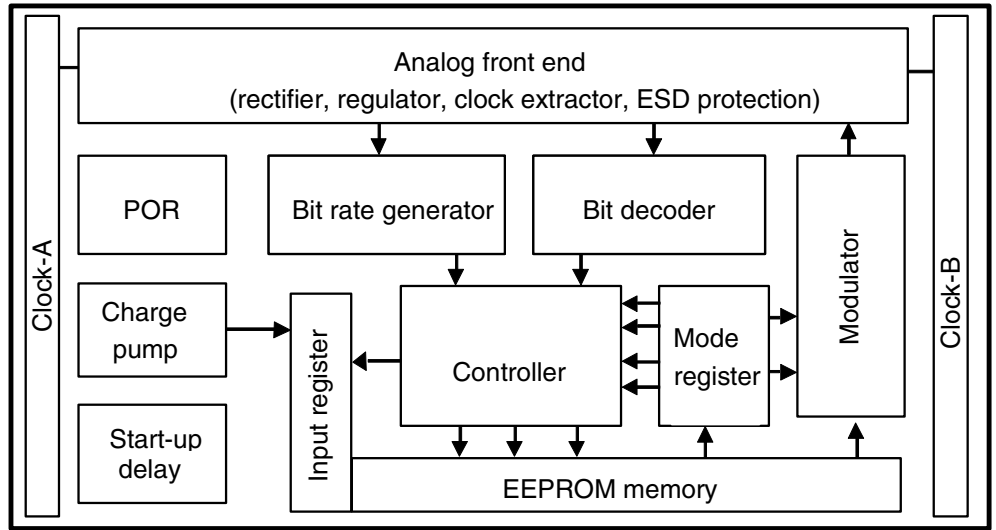 Clock-A
Analog front end
(rectifier, regulator, clock extractor, ESD protection)
Clock-B
POR
Bit rate generator
Bit decoder
Modulator
Charge
pump
Input register
Controller
Mode
register
Start-up
delay
EEPROM memory